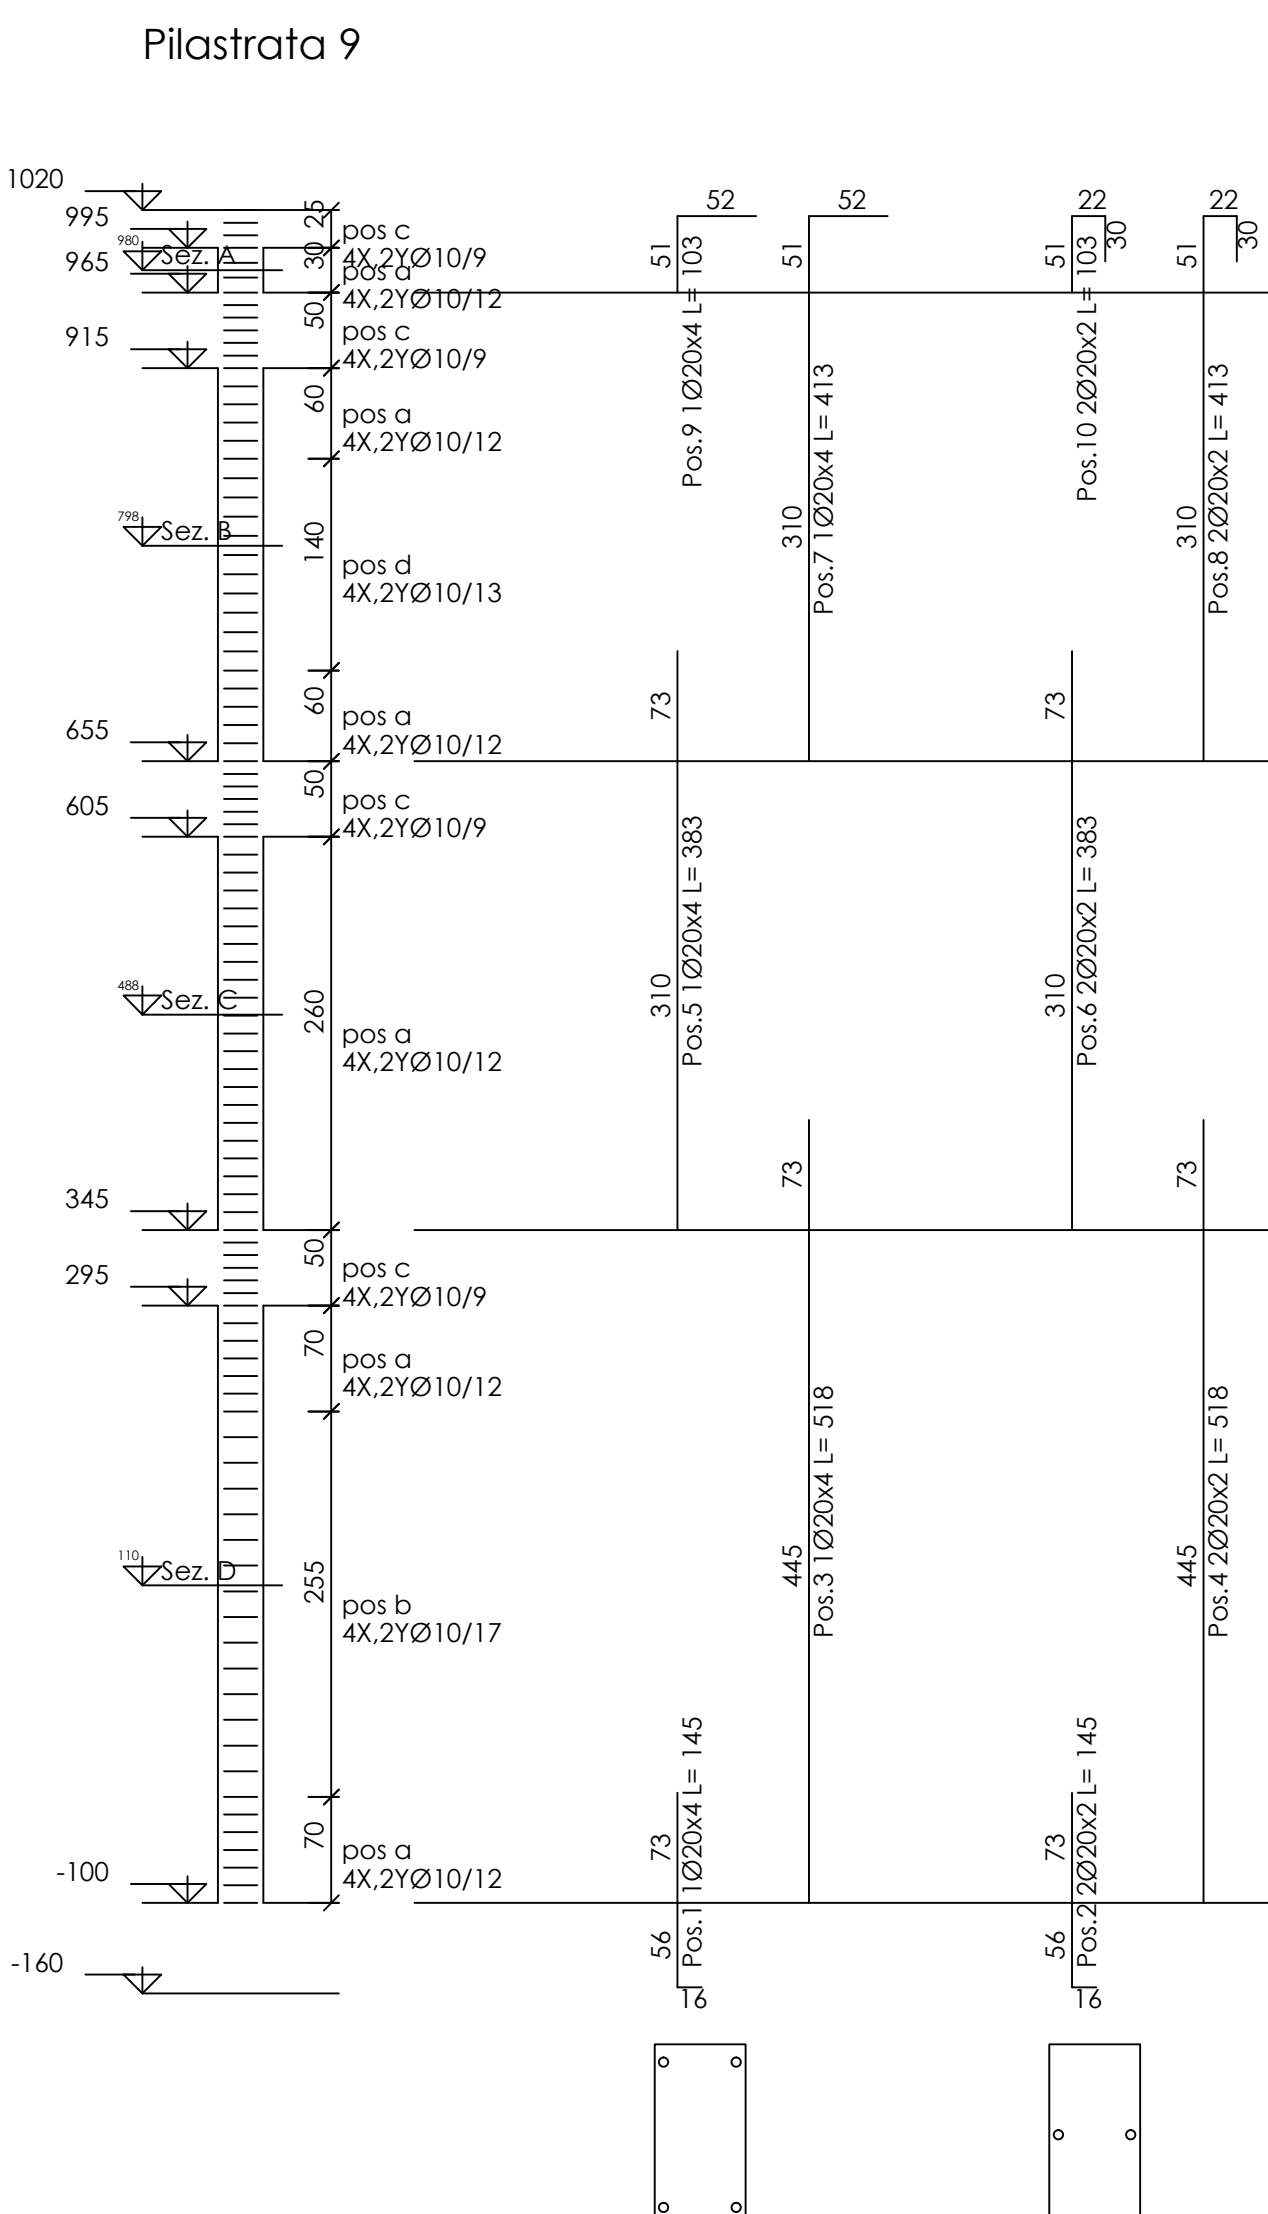 Pilastrata 9
1020
995
980
Sez. A
965
915
798
Sez. B
655
605
488
Sez. C
345
295
110
Sez. D
-100
-160
25
30
50
60
140
60
50
260
50
70
255
70
pos c
4X,2YØ10/9
pos a
4X,2YØ10/12
pos c
4X,2YØ10/9
pos a
4X,2YØ10/12
pos d
4X,2YØ10/13
pos a
4X,2YØ10/12
pos c
4X,2YØ10/9
pos a
4X,2YØ10/12
pos c
4X,2YØ10/9
pos a
4X,2YØ10/12
pos b
4X,2YØ10/17
pos a
4X,2YØ10/12
52
51
Pos.9 1Ø20x4 L= 103
52
51
310
Pos.7 1Ø20x4 L= 413
22
30
51
Pos.10 2Ø20x2 L= 103
22
30
51
310
Pos.8 2Ø20x2 L= 413
73
310
Pos.5 1Ø20x4 L= 383
73
310
Pos.6 2Ø20x2 L= 383
73
445
Pos.3 1Ø20x4 L= 518
73
445
Pos.4 2Ø20x2 L= 518
73
56
16
Pos.1 1Ø20x4 L= 145
73
56
16
Pos.2 2Ø20x2 L= 145